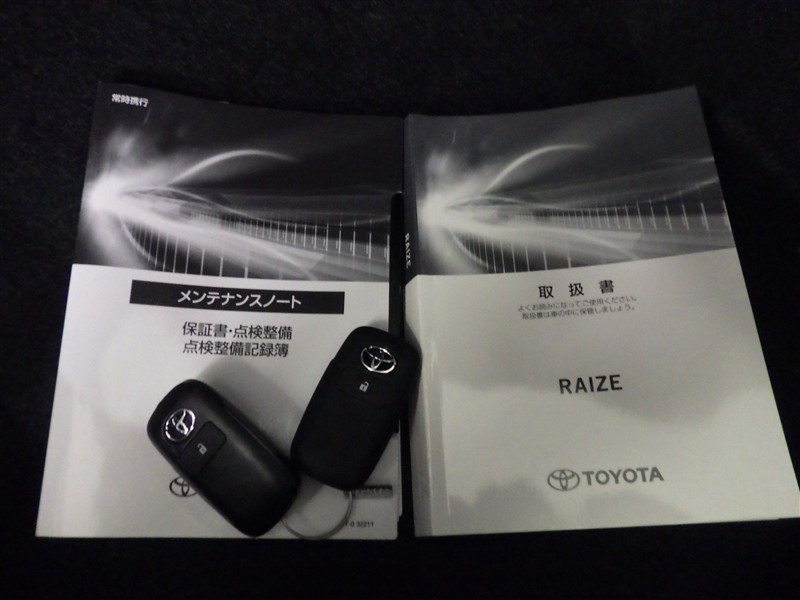 常時携行
メンテナンスノート
保証書・点検整備
点検整備記録簿
RAIZE
取扱書
よくお読みになってご使用ください。
取扱書は車の中に保管しましょう。
RAIZE
TOYOTA